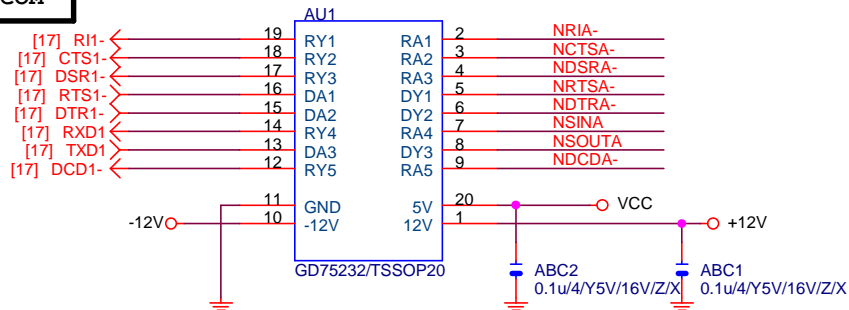 COM
AU1
[17] RI1- 19 RY1 RA1 2 NRIA-
[17] CTS1- 18 RY2 RA2 3 NCTSA-
[17] DSR1- 17 RY3 RA3 4 NDSRA-
[17] RTS1- 16 DA1 DY1 5 NRTSA-
[17] DTR1- 15 DA2 DY2 6 NDTRA-
[17] RXD1 14 RY4 RA4 7 NSINA
[17] TXD1 13 DA3 DY3 8 NSOUTA
[17] DCD1- 12 RY5 RA5 9 NDCDA-
11 GND 5V 20 VCC
-12V 10 -12V 12V 1 +12V
GD75232/TSSOP20
ABC2 ABC1
0.1u/4/Y5V/16V/Z/X 0.1u/4/Y5V/16V/Z/X